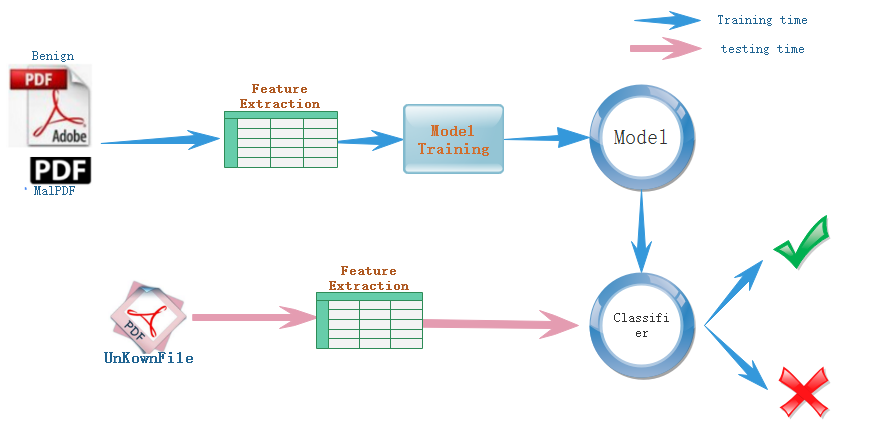 Training time
testing time
Benign
PDF
Adobe
PDF
MalPDF
Feature
Extraction
Model
Training
Model
Feature
Extraction
PDF
UnKownFile
Classifi
er